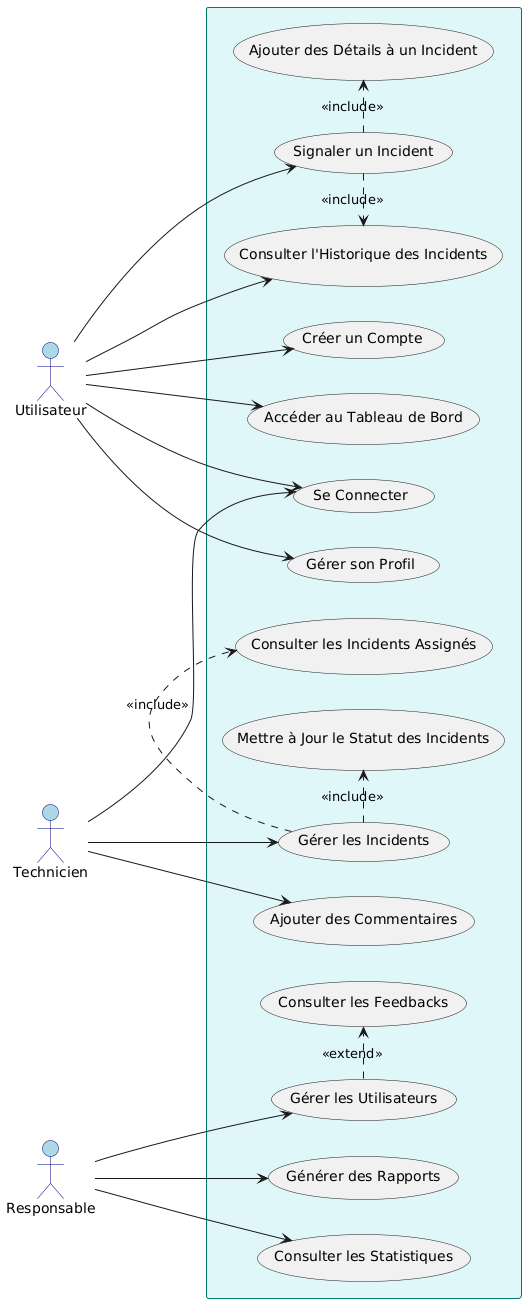 Ajouter des Détails à un Incident
«include»
Signaler un Incident
«include»
Consulter l'Historique des Incidents
Créer un Compte
Utilisateur
Accéder au Tableau de Bord
Se Connecter
Gérer son Profil
Consulter les Incidents Assignés
«include»
Mettre à Jour le Statut des Incidents
«include»
Gérer les Incidents
Technicien
Ajouter des Commentaires
Consulter les Feedbacks
«extend»
Gérer les Utilisateurs
Générer des Rapports
Responsable
Consulter les Statistiques